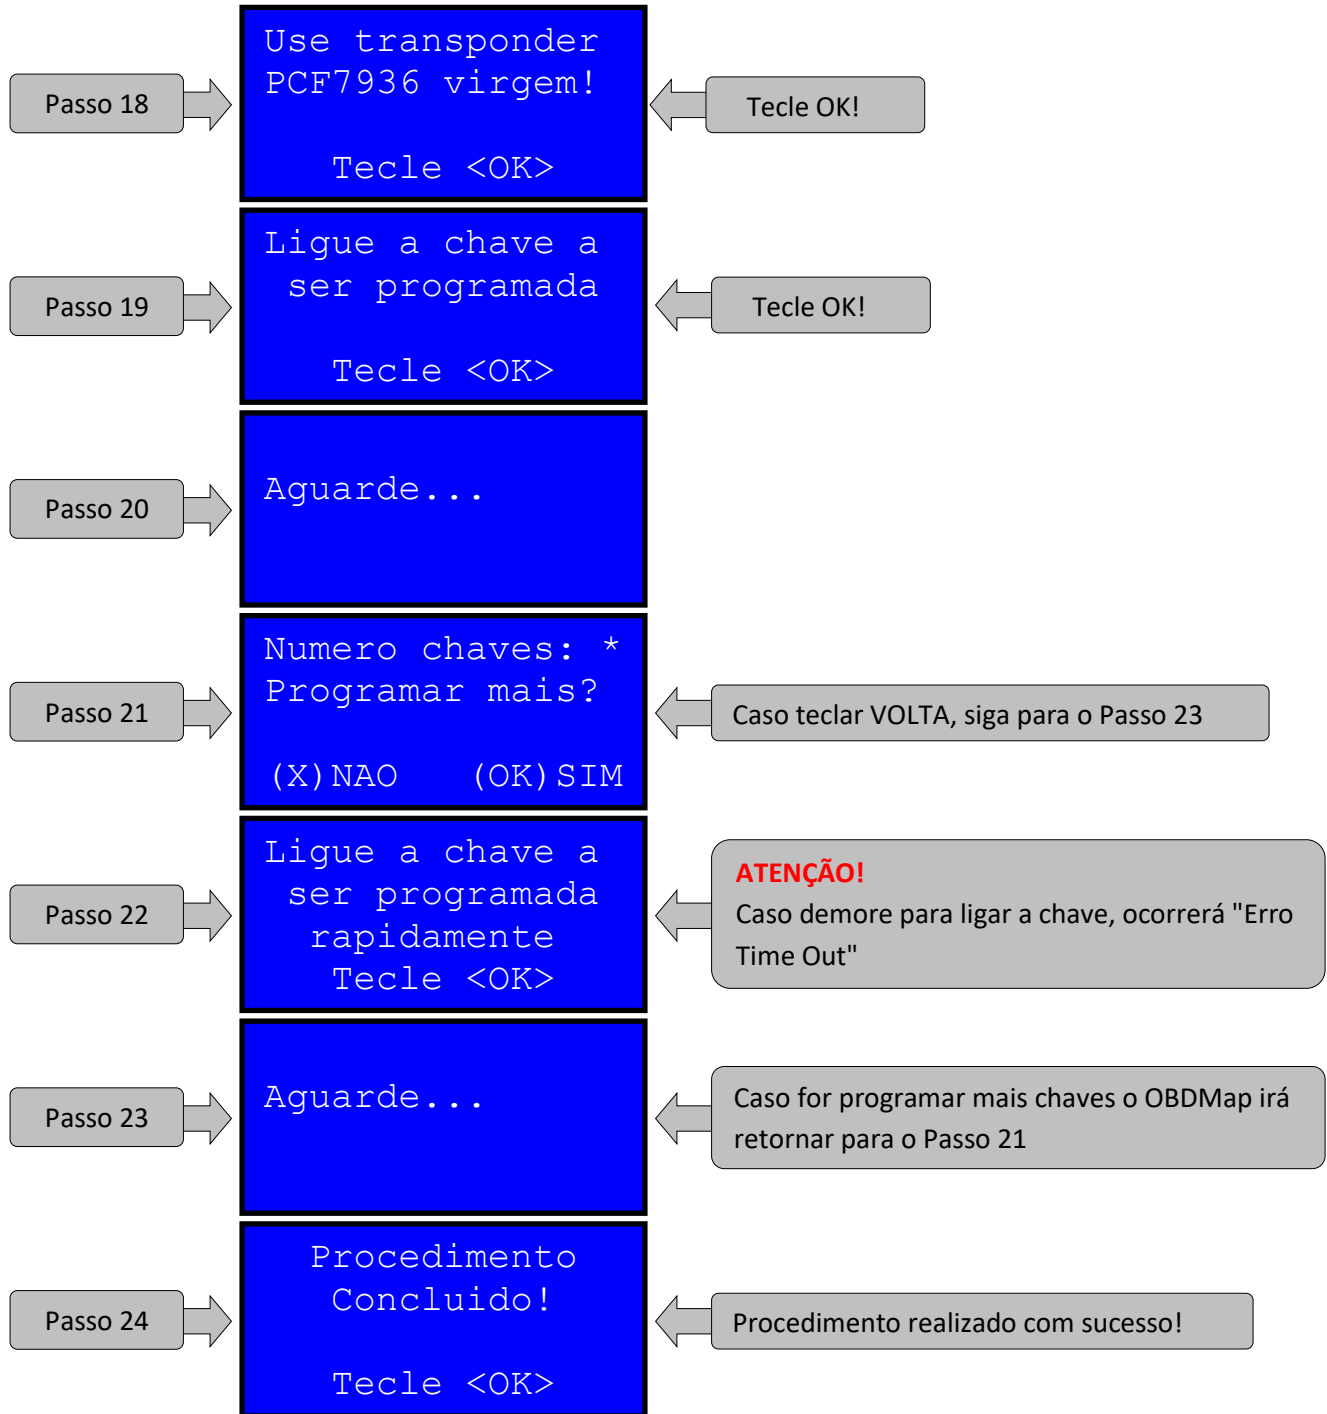 Passo 18
Use transponder
PCF7936 virgem!
Tecle <OK>
Tecle OK!
Passo 19
Ligue a chave a
ser programada
Tecle <OK>
Tecle OK!
Passo 20
Aguarde...
Passo 21
Numero chaves: *
Programar mais?
(X)NAO (OK)SIM
Caso teclar VOLTA, siga para o Passo 23
Passo 22
Ligue a chave a
ser programada
rapidamente
Tecle <OK>
ATENÇÃO!
Caso demore para ligar a chave, ocorrerá "Erro
Time Out"
Passo 23
Aguarde...
Caso for programar mais chaves o OBDMap irá
retornar para o Passo 21
Passo 24
Procedimento
Concluido!
Tecle <OK>
Procedimento realizado com sucesso!